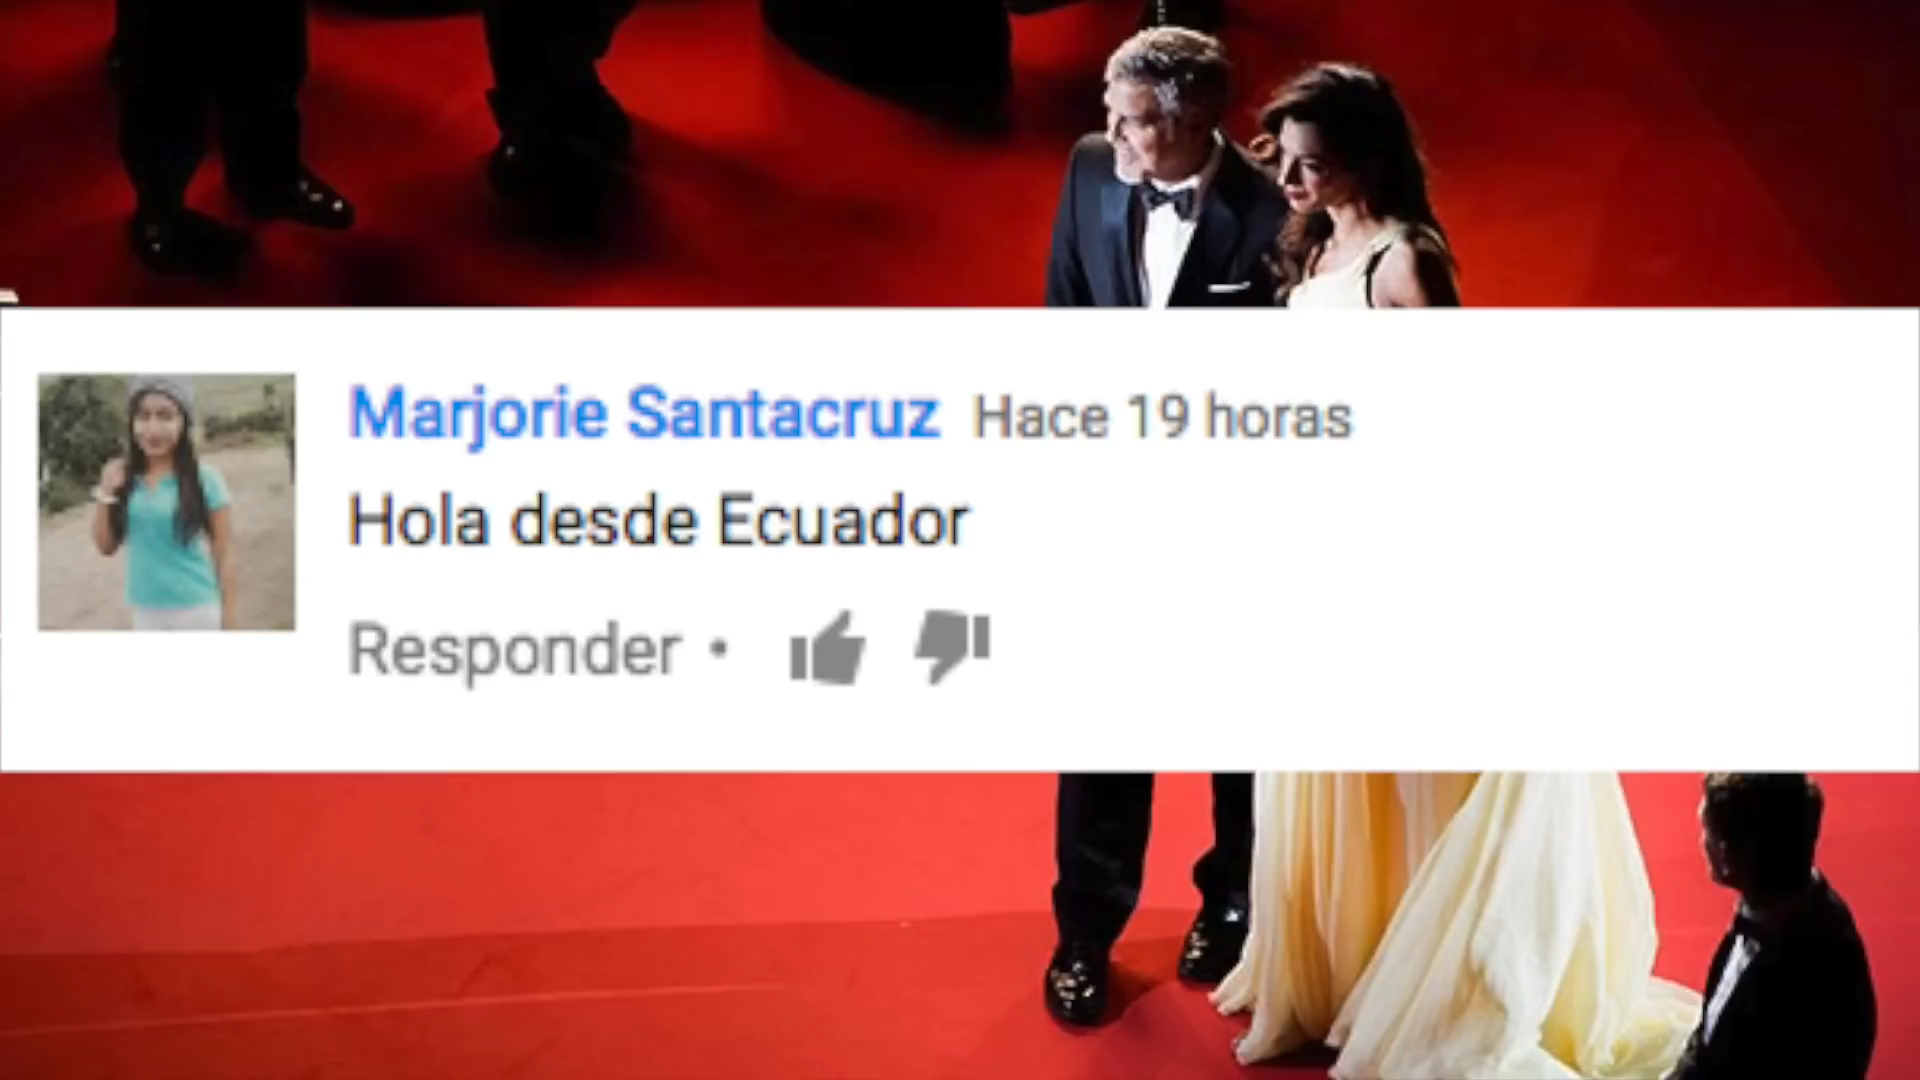 Marjorie Santacruz Hace 19 horas
Hola desde Ecuador
Responder •